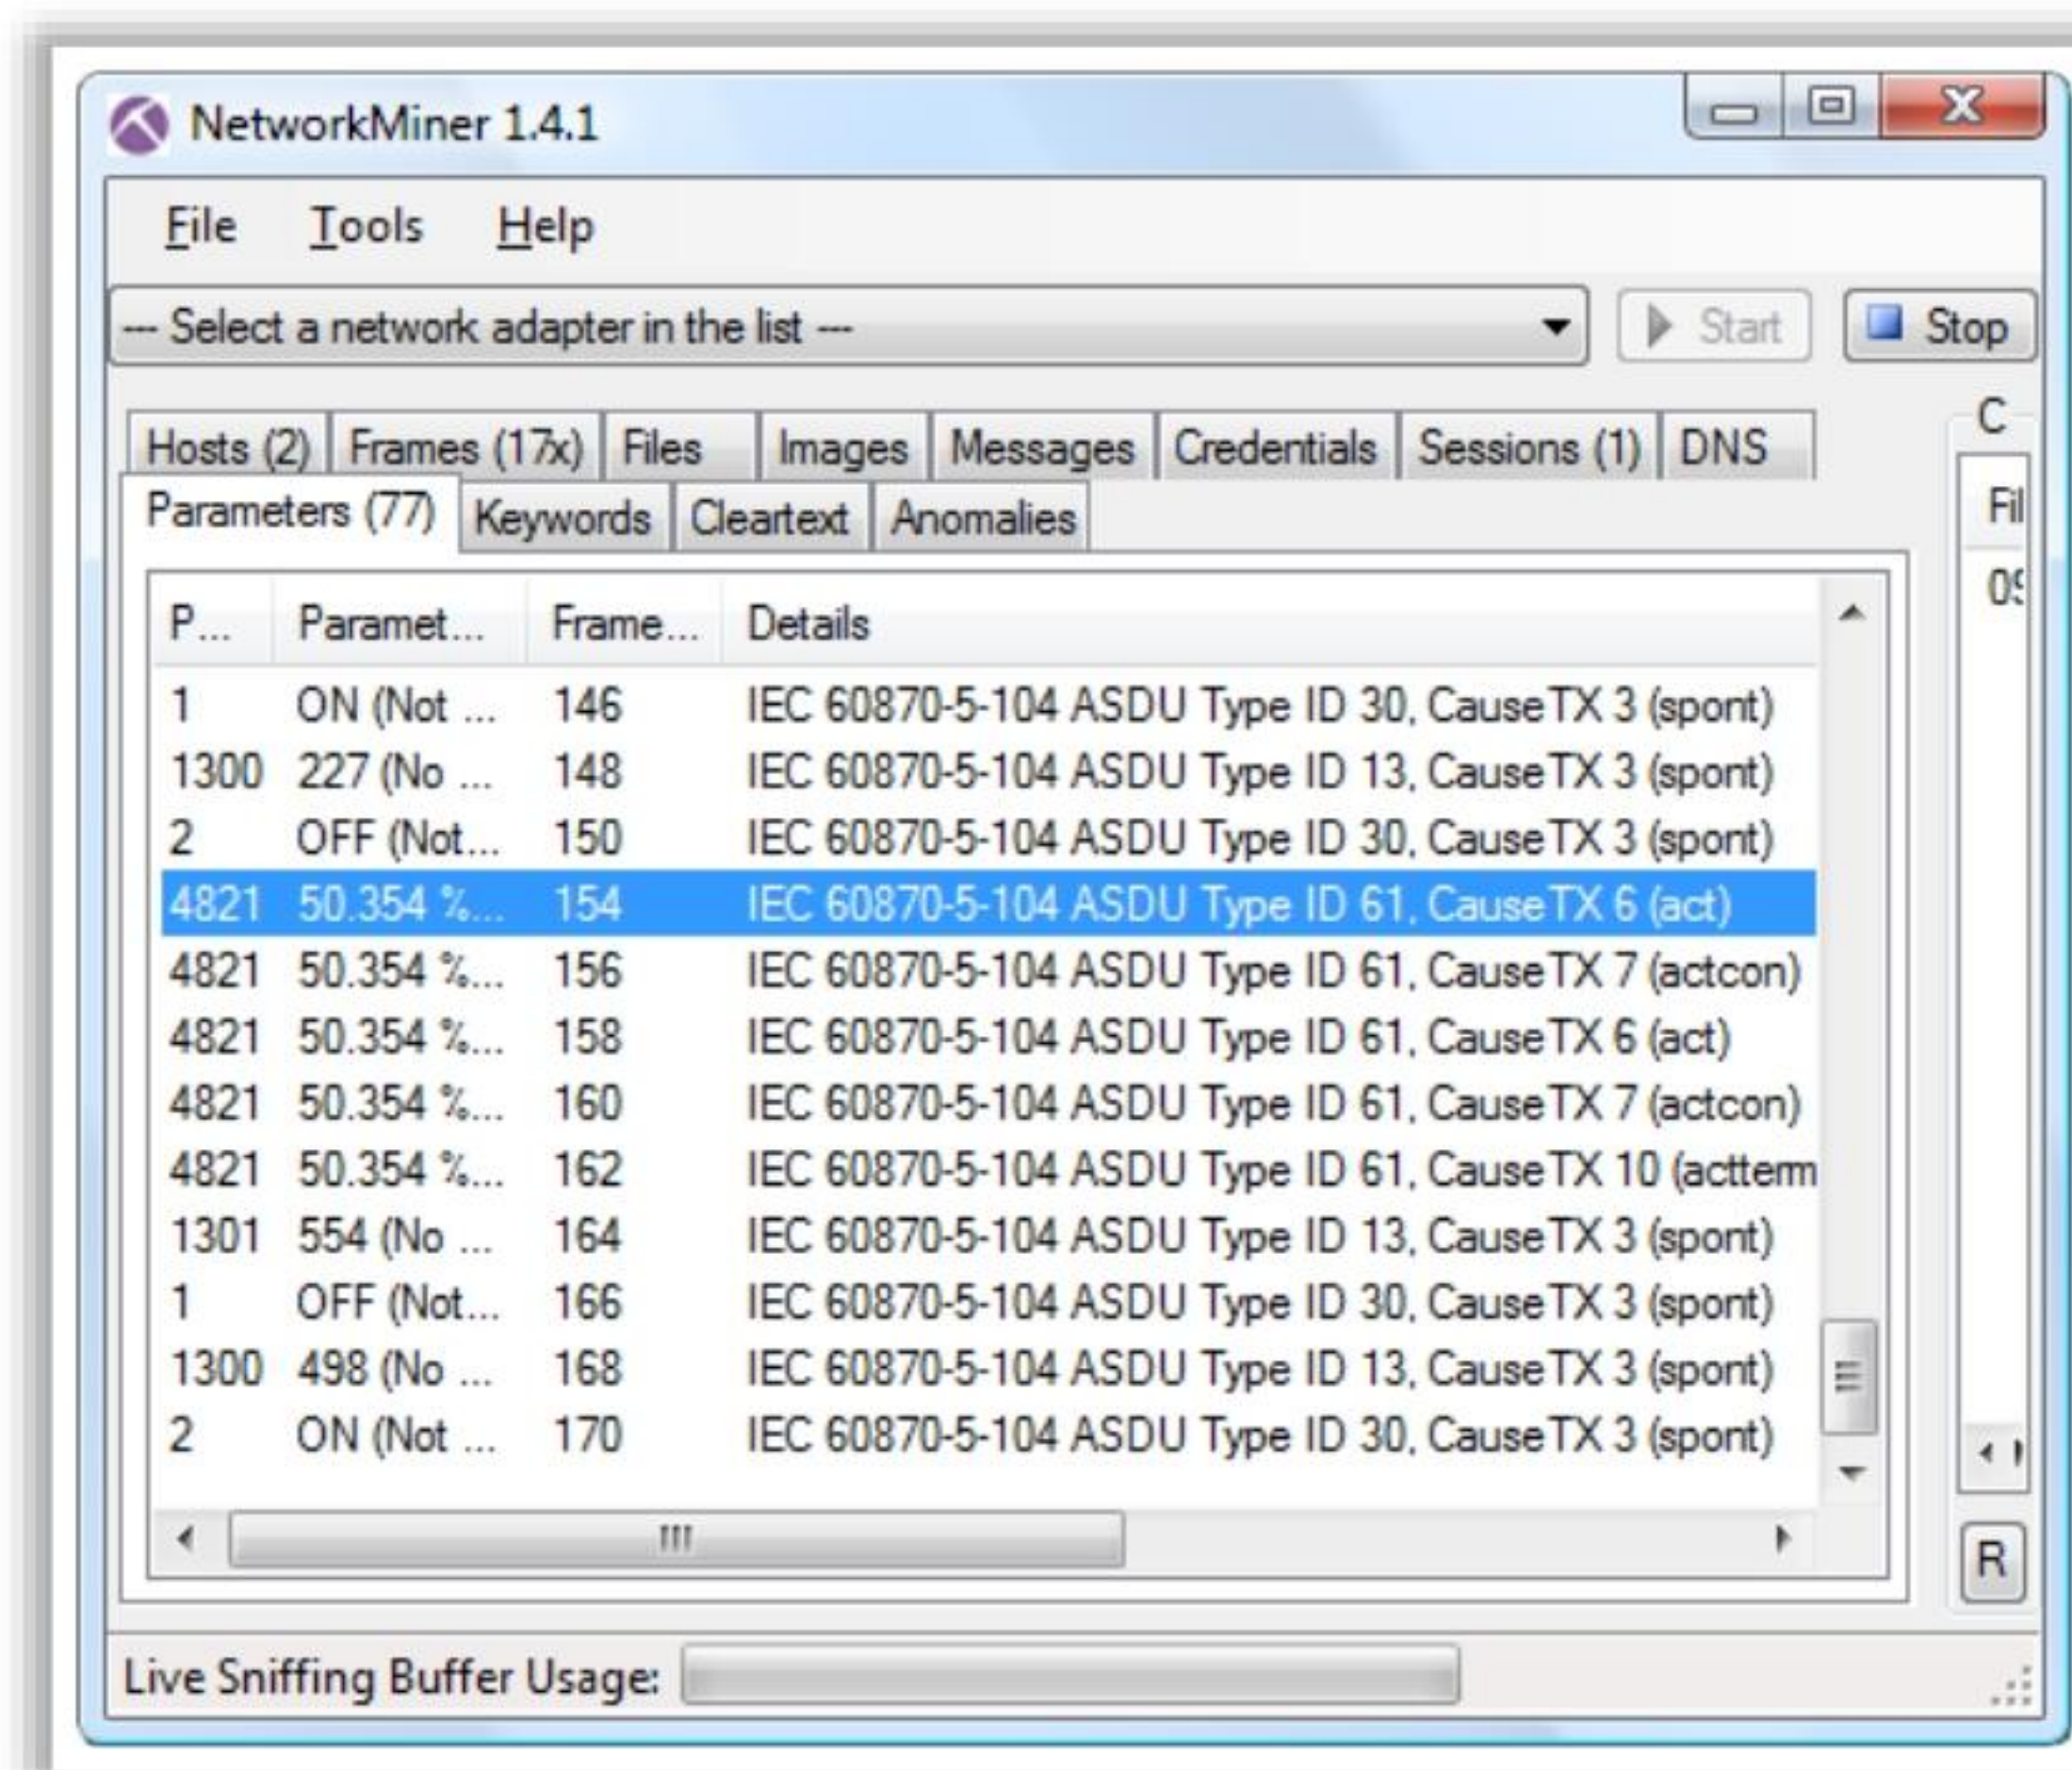 NetworkMiner 1.4.1
File Tools Help
--- Select a network adapter in the list --- Start Stop
Hosts (2) Frames (17x) Files Images Messages Credentials Sessions (1) DNS
Parameters (77) Keywords Cleartext Anomalies
C
Fil
P... Paramet... Frame... Details
1 ON (Not ... 146 IEC 60870-5-104 ASDU Type ID 30, CauseTX 3 (spont)
1300 227 (No ... 148 IEC 60870-5-104 ASDU Type ID 13, CauseTX 3 (spont)
2 OFF (Not... 150 IEC 60870-5-104 ASDU Type ID 30, CauseTX 3 (spont)
4821 50.354 %... 154 IEC 60870-5-104 ASDU Type ID 61, CauseTX 6 (act)
4821 50.354 %... 156 IEC 60870-5-104 ASDU Type ID 61, CauseTX 7 (actcon)
4821 50.354 %... 158 IEC 60870-5-104 ASDU Type ID 61, CauseTX 6 (act)
4821 50.354 %... 160 IEC 60870-5-104 ASDU Type ID 61, CauseTX 7 (actcon)
4821 50.354 %... 162 IEC 60870-5-104 ASDU Type ID 61, CauseTX 10 (actterm
1301 554 (No ... 164 IEC 60870-5-104 ASDU Type ID 13, CauseTX 3 (spont)
1 OFF (Not... 166 IEC 60870-5-104 ASDU Type ID 30, CauseTX 3 (spont)
1300 498 (No ... 168 IEC 60870-5-104 ASDU Type ID 13, CauseTX 3 (spont)
2 ON (Not ... 170 IEC 60870-5-104 ASDU Type ID 30, CauseTX 3 (spont)
R
Live Sniffing Buffer Usage: